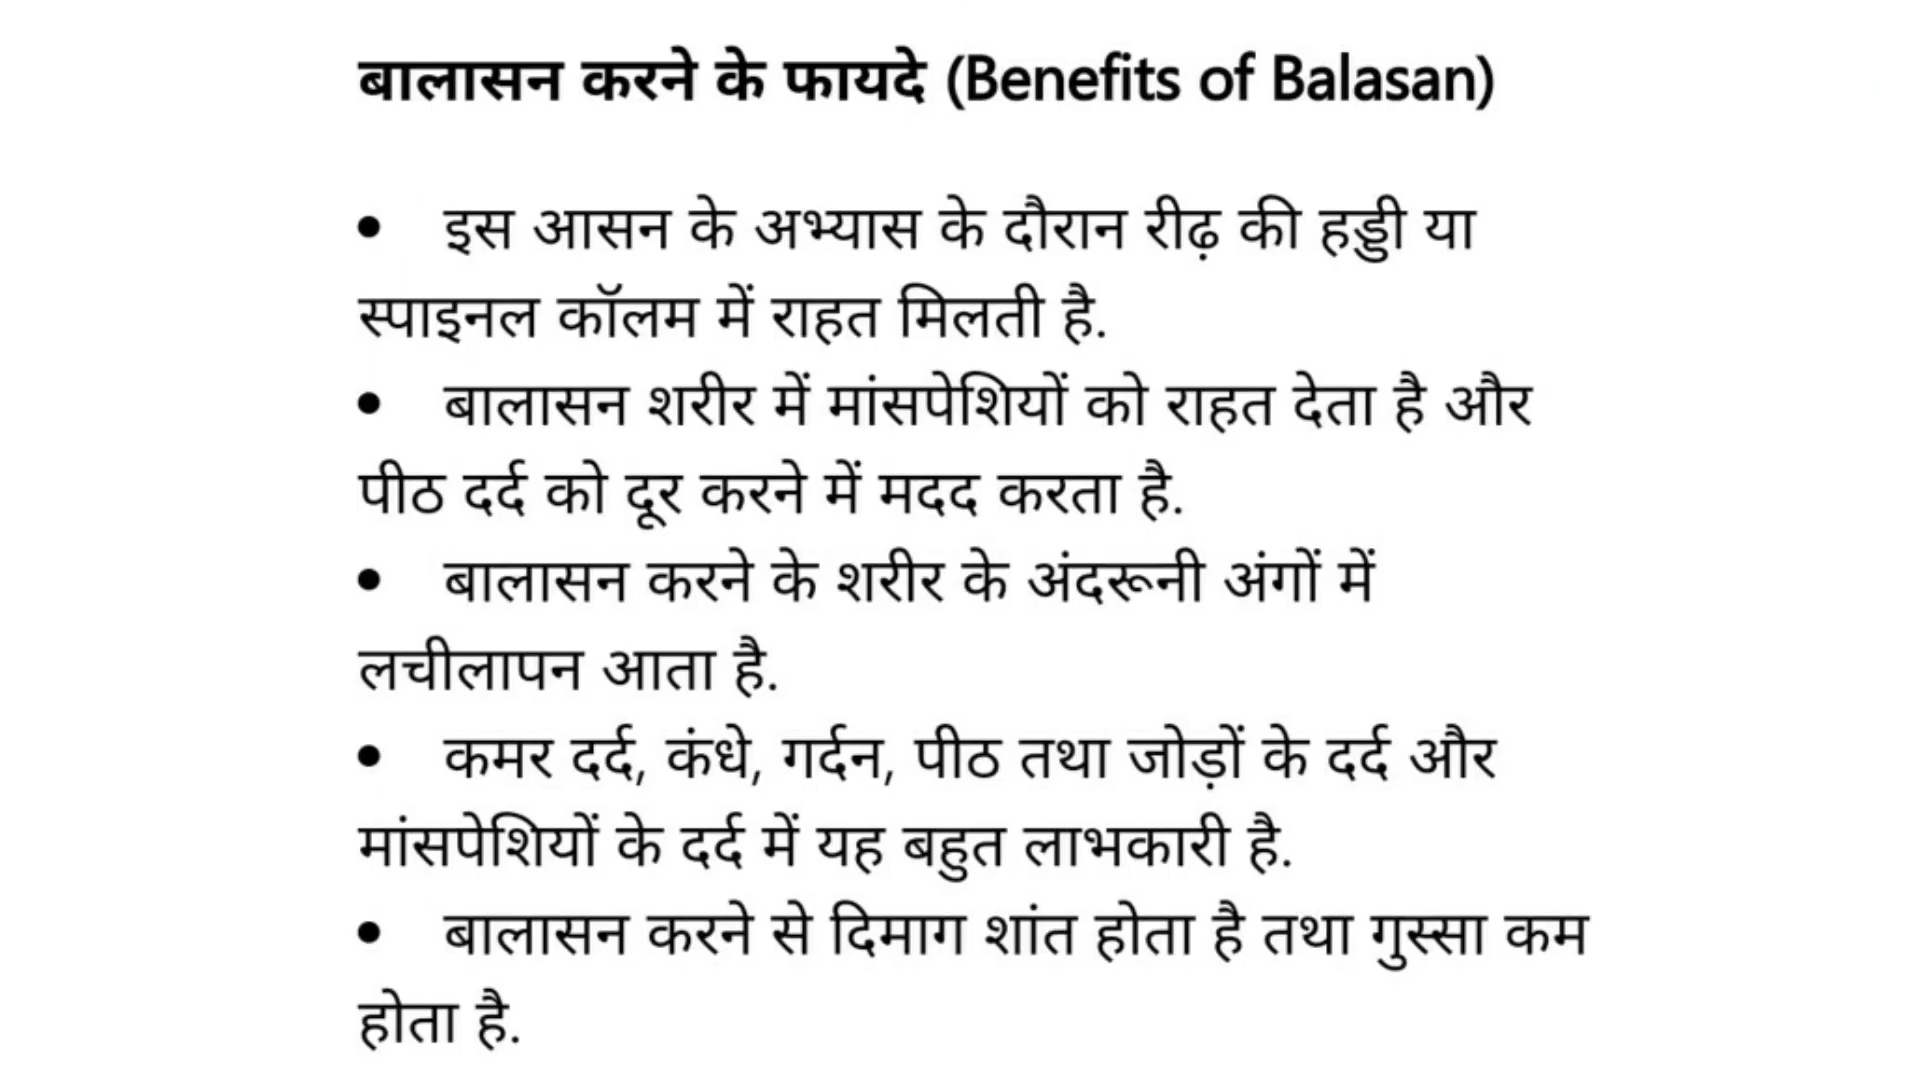 बालासन करने के फायदे (Benefits of Balasan)
• इस आसन के अभ्यास के दौरान रीढ़ की हड्डी या
स्पाइनल कॉलम में राहत मिलती है.
• बालासन शरीर में मांसपेशियों को राहत देता है और
पीठ दर्द को दूर करने में मदद करता है.
• बालासन करने के शरीर के अंदरूनी अंगों में
लचीलापन आता है.
• कमर दर्द, कंधे, गर्दन, पीठ तथा जोड़ों के दर्द और
मांसपेशियों के दर्द में यह बहुत लाभकारी है.
• बालासन करने से दिमाग शांत होता है तथा गुस्सा कम
होता है.